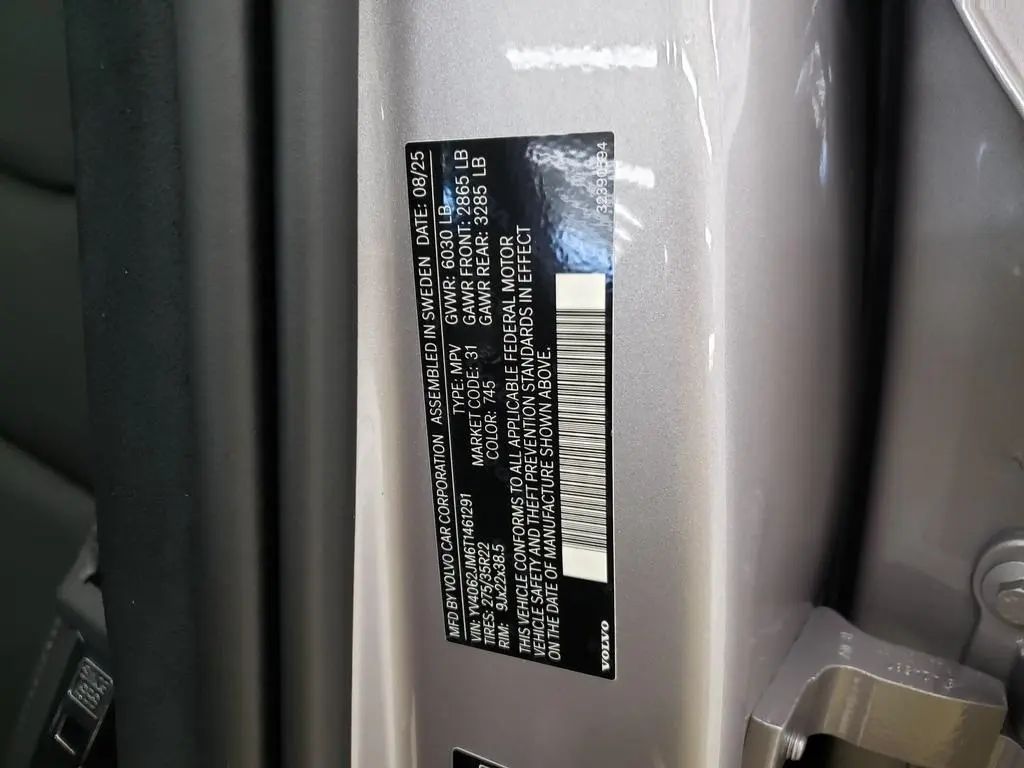 MFD BY VOLVO CAR CORPORATION ASSEMBLED IN SWEDEN DATE: 08/25
VIN: YV4062JM6T1461291 TYPE: MPV GVWR: 6030 LB
TIRES: 275/35R22 MARKET CODE: 31 GAWR FRONT: 2865 LB
RIM: 9Jx22x38.5 COLOR: 745 GAWR REAR: 3285 LB
THIS VEHICLE CONFORMS TO ALL APPLICABLE FEDERAL MOTOR
VEHICLE SAFETY AND THEFT PREVENTION STANDARDS IN EFFECT
ON THE DATE OF MANUFACTURE SHOWN ABOVE.
VOLVO